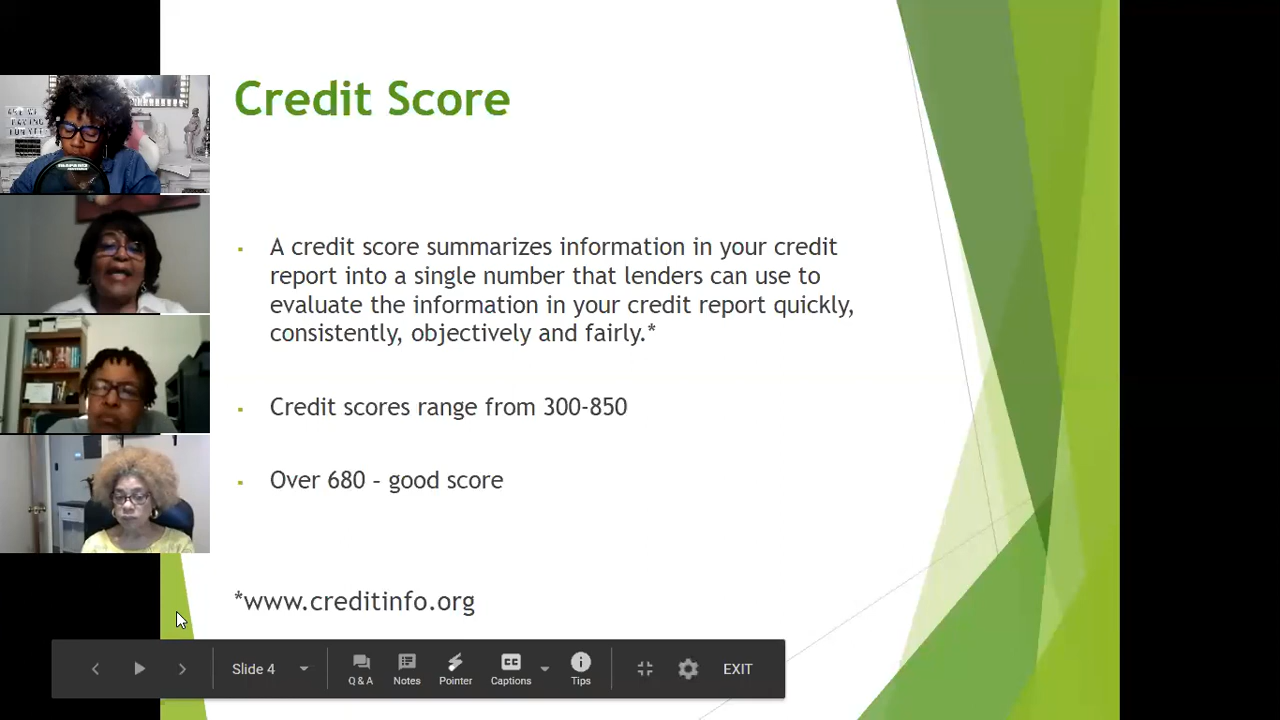 Credit Score
▪ A credit score summarizes information in your credit
report into a single number that lenders can use to
evaluate the information in your credit report quickly,
consistently, objectively and fairly.*
▪ Credit scores range from 300-850
▪ Over 680 – good score
*www.creditinfo.org
Slide 4
Q & A
Notes
Pointer
CC
Captions
Tips
EXIT